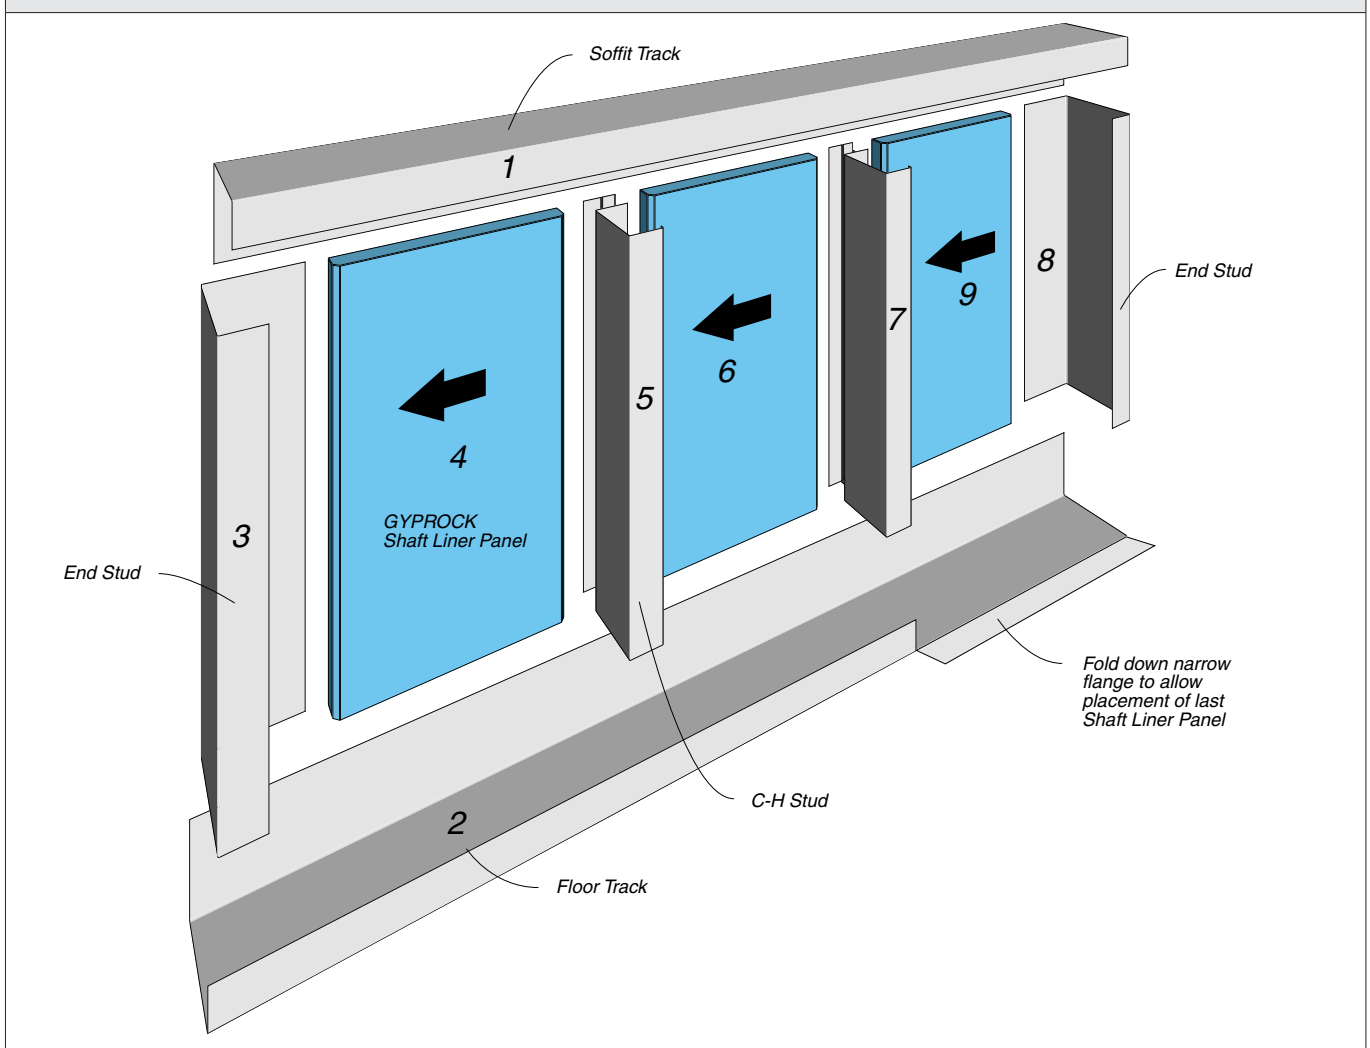 Soffit Track
1
9
8
End Stud
7
6
5
4
GYPROCK
Shaft Liner Panel
3
End Stud
Fold down narrow
flange to allow
placement of last
Shaft Liner Panel
C-H Stud
2
Floor Track